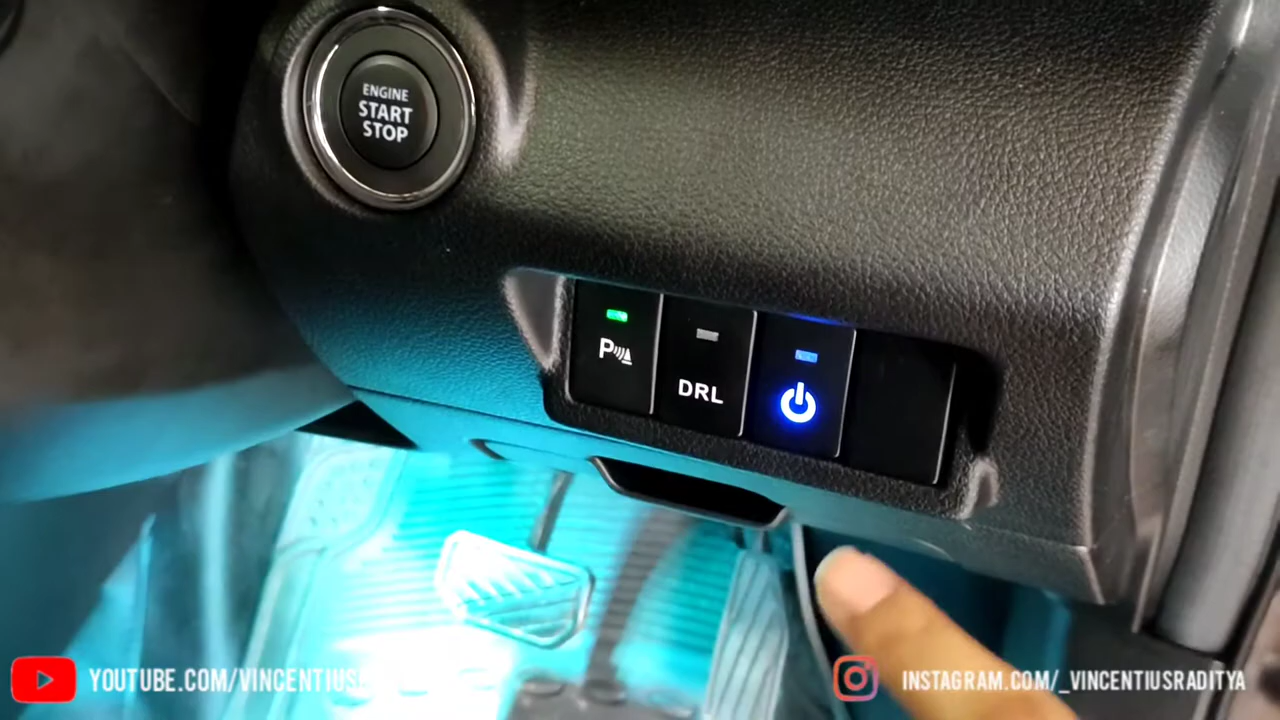 ENGINE
START
STOP
P
DRL
YOUTUBE.COM/VINCENTIUS
INSTAGRAM.COM/_VINCENTIUSRADITYA